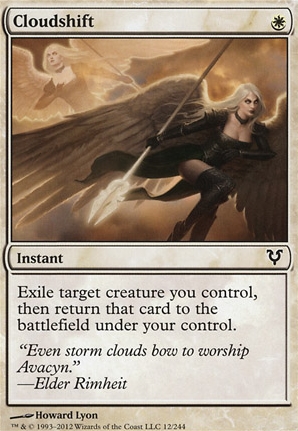 Cloudshift
Instant
Exile target creature you control,
then return that card to the
battlefield under your control.
"Even storm clouds bow to worship
Avacyn."
—Elder Rimheit
Howard Lyon
™ & © 1993–2012 Wizards of the Coast LLC 12/244